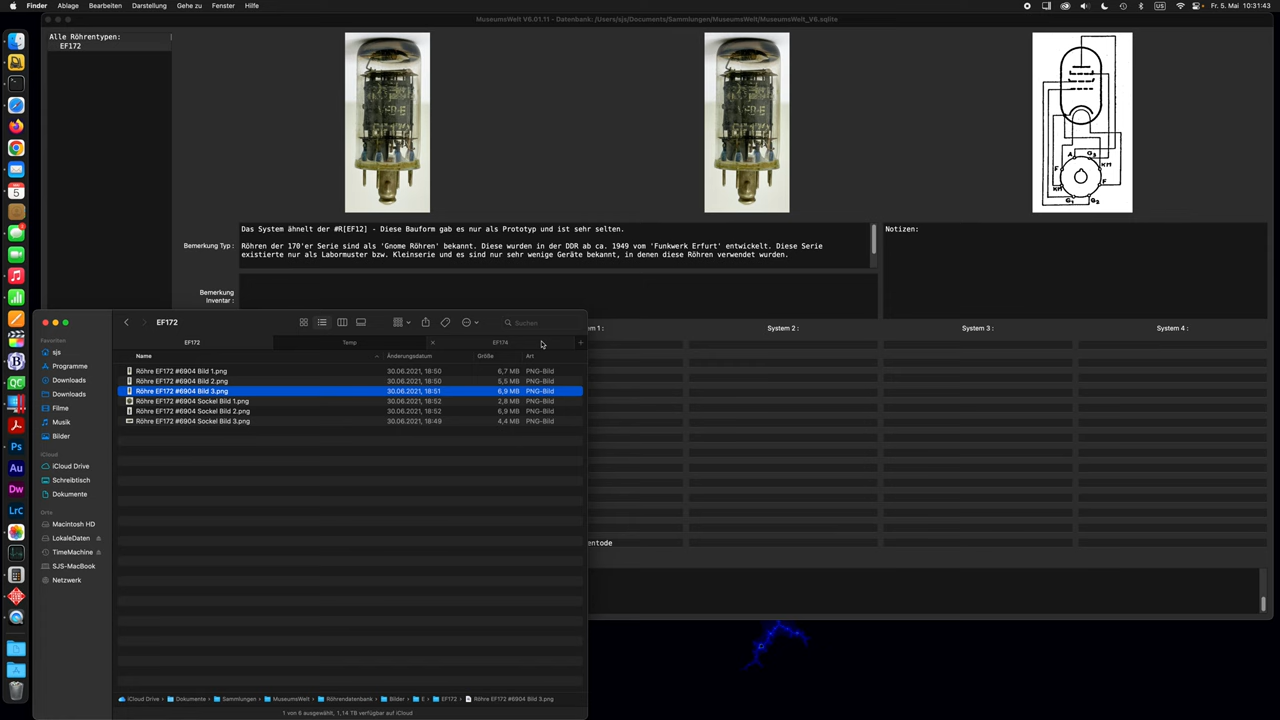 Finder Ablage Bearbeiten Darstellung Gehe zu Fenster Hilfe
US Fr. 5. Mai 10:31:43
MuseumsWelt V6.01.11 - Datenbank: /Users/sjs/Documents/Sammlungen/MuseumsWelt/MuseumsWelt_V6.sqlite
Alle Röhrentypen:
EF172
A G3
F KM
KM F
G1 G2
Bemerkung Typ :
Das System ähnelt der #R[EF12] - Diese Bauform gab es nur als Prototyp und ist sehr selten.
Röhren der 170'er Serie sind als 'Gnome Röhren' bekannt. Diese wurden in der DDR ab ca. 1949 vom 'Funkwerk Erfurt' entwickelt. Diese Serie
existierte nur als Labormuster bzw. Kleinserie und es sind nur sehr wenige Geräte bekannt, in denen diese Röhren verwendet wurden.
Notizen:
Bemerkung
Inventar :
m 1 :
System 2 :
System 3 :
System 4 :
entode
EF172
Suchen
EF172
Temp
EF174
Name Änderungsdatum Größe Art
Röhre EF172 #6904 Bild 1.png 30.06.2021, 18:50 6,7 MB PNG-Bild
Röhre EF172 #6904 Bild 2.png 30.06.2021, 18:50 5,5 MB PNG-Bild
Röhre EF172 #6904 Bild 3.png 30.06.2021, 18:51 6,9 MB PNG-Bild
Röhre EF172 #6904 Sockel Bild 1.png 30.06.2021, 18:52 2,8 MB PNG-Bild
Röhre EF172 #6904 Sockel Bild 2.png 30.06.2021, 18:52 6,9 MB PNG-Bild
Röhre EF172 #6904 Sockel Bild 3.png 30.06.2021, 18:49 4,4 MB PNG-Bild
Favoriten
sjs
Programme
Downloads
Downloads
Filme
Musik
Bilder
iCloud
iCloud Drive
Schreibtisch
Dokumente
Orte
Macintosh HD
LokaleDaten
TimeMachine
SJS-MacBook
Netzwerk
iCloud Drive Dokumente Sammlungen MuseumsWelt Röhrendatenbank Bilder E EF172 Röhre EF172 #6904 Bild 3.png
1 von 6 ausgewählt, 1,14 TB verfügbar auf iCloud
5
QC
Ps
Au
Dw
LrC